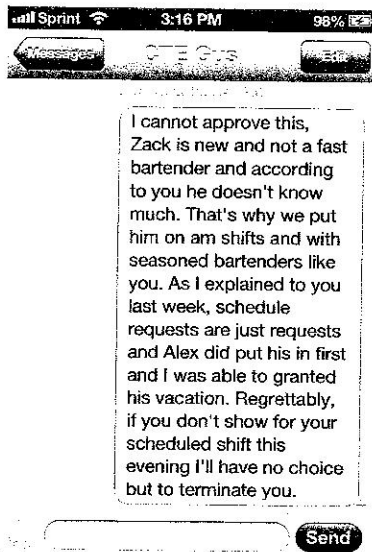 Sprint 3:16 PM 98%
Messages Edit
I cannot approve this,
Zack is new and not a fast
bartender and according
to you he doesn't know
much. That's why we put
him on am shifts and with
seasoned bartenders like
you. As I explained to you
last week, schedule
requests are just requests
and Alex did put his in first
and I was able to granted
his vacation. Regrettably,
if you don't show for your
scheduled shift this
evening I'll have no choice
but to terminate you.
Send